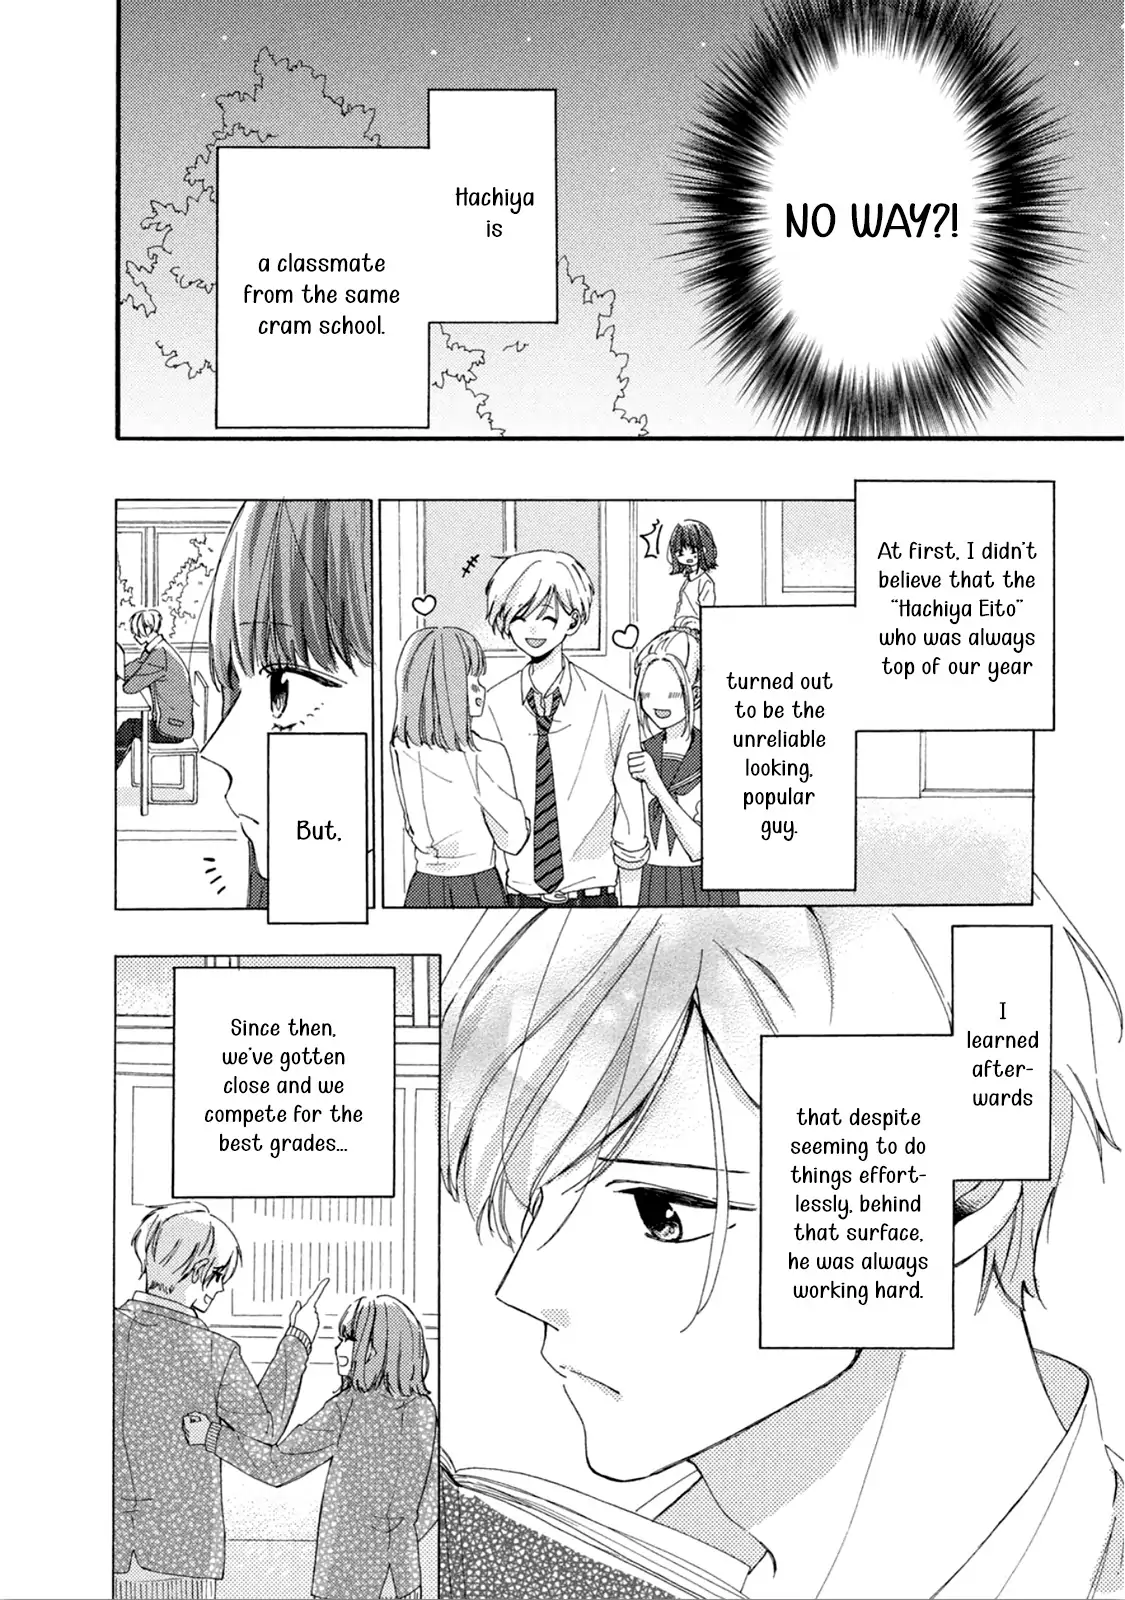 NO WAY?!
Hachiya
is
a classmate
from the same
cram school.
At first, I didn't
believe that the
"Hachiya Eito"
who was always
top of our year
turned out
to be the
unreliable
looking,
popular
guy.
But,
I
learned
after-
wards
that despite
seeming to do
things effort-
lessly, behind
that surface,
he was always
working hard.
Since then,
we've gotten
close and we
compete for the
best grades...